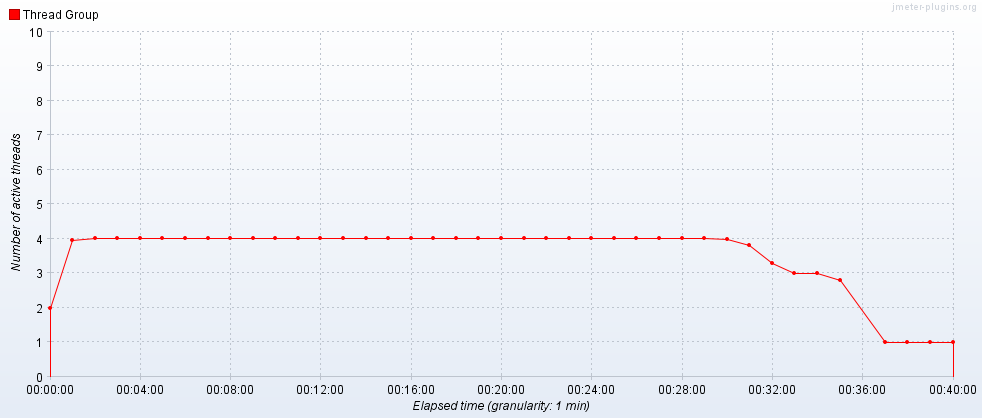 jmeter-plugins.org
Thread Group
10
9
8
7
6
5
4
3
2
1
0
Number of active threads
00:00:00 00:04:00 00:08:00 00:12:00 00:16:00 00:20:00 00:24:00 00:28:00 00:32:00 00:36:00 00:40:00
Elapsed time (granularity: 1 min)